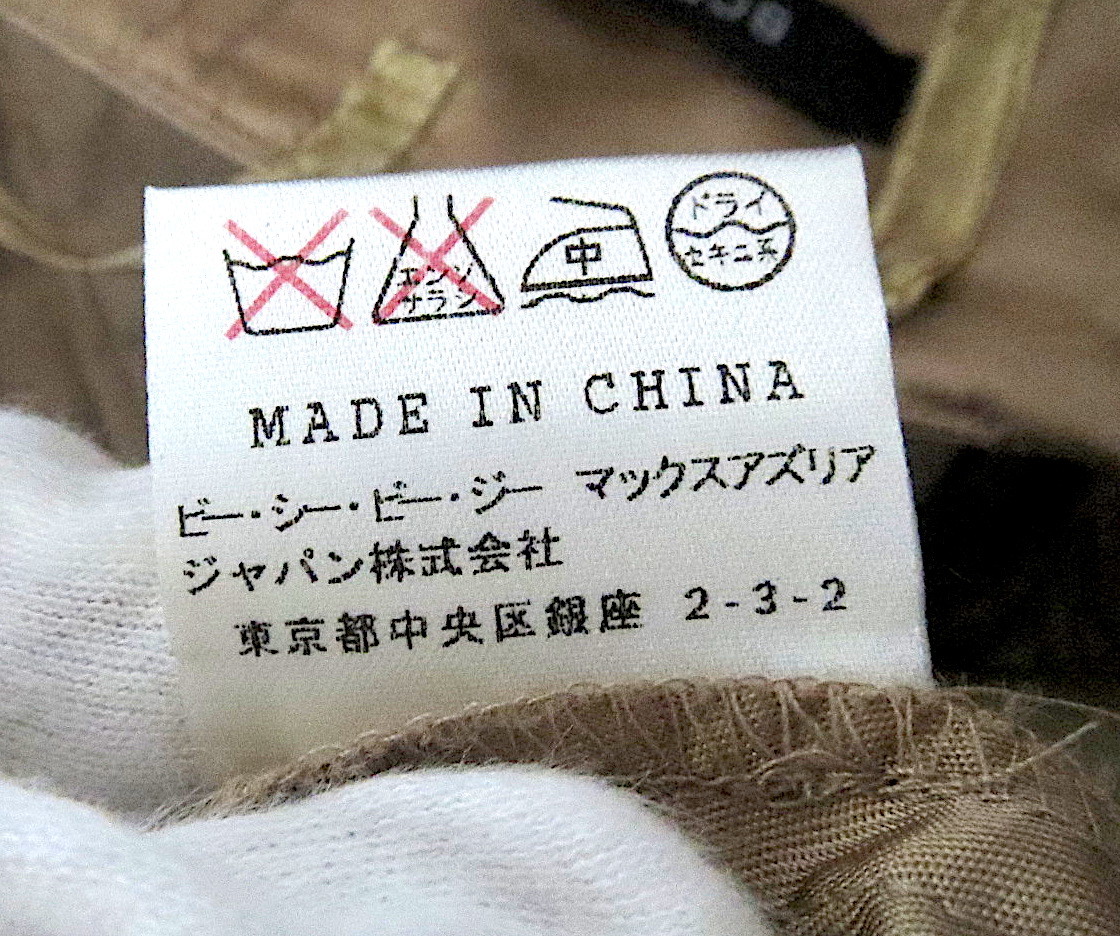 エンソ
サラシ
中
ドライ
セキユ系
MADE IN CHINA
ビー・シー・ビー・ジー マックスアズリア
ジャパン株式会社
東京都中央区銀座 2-3-2